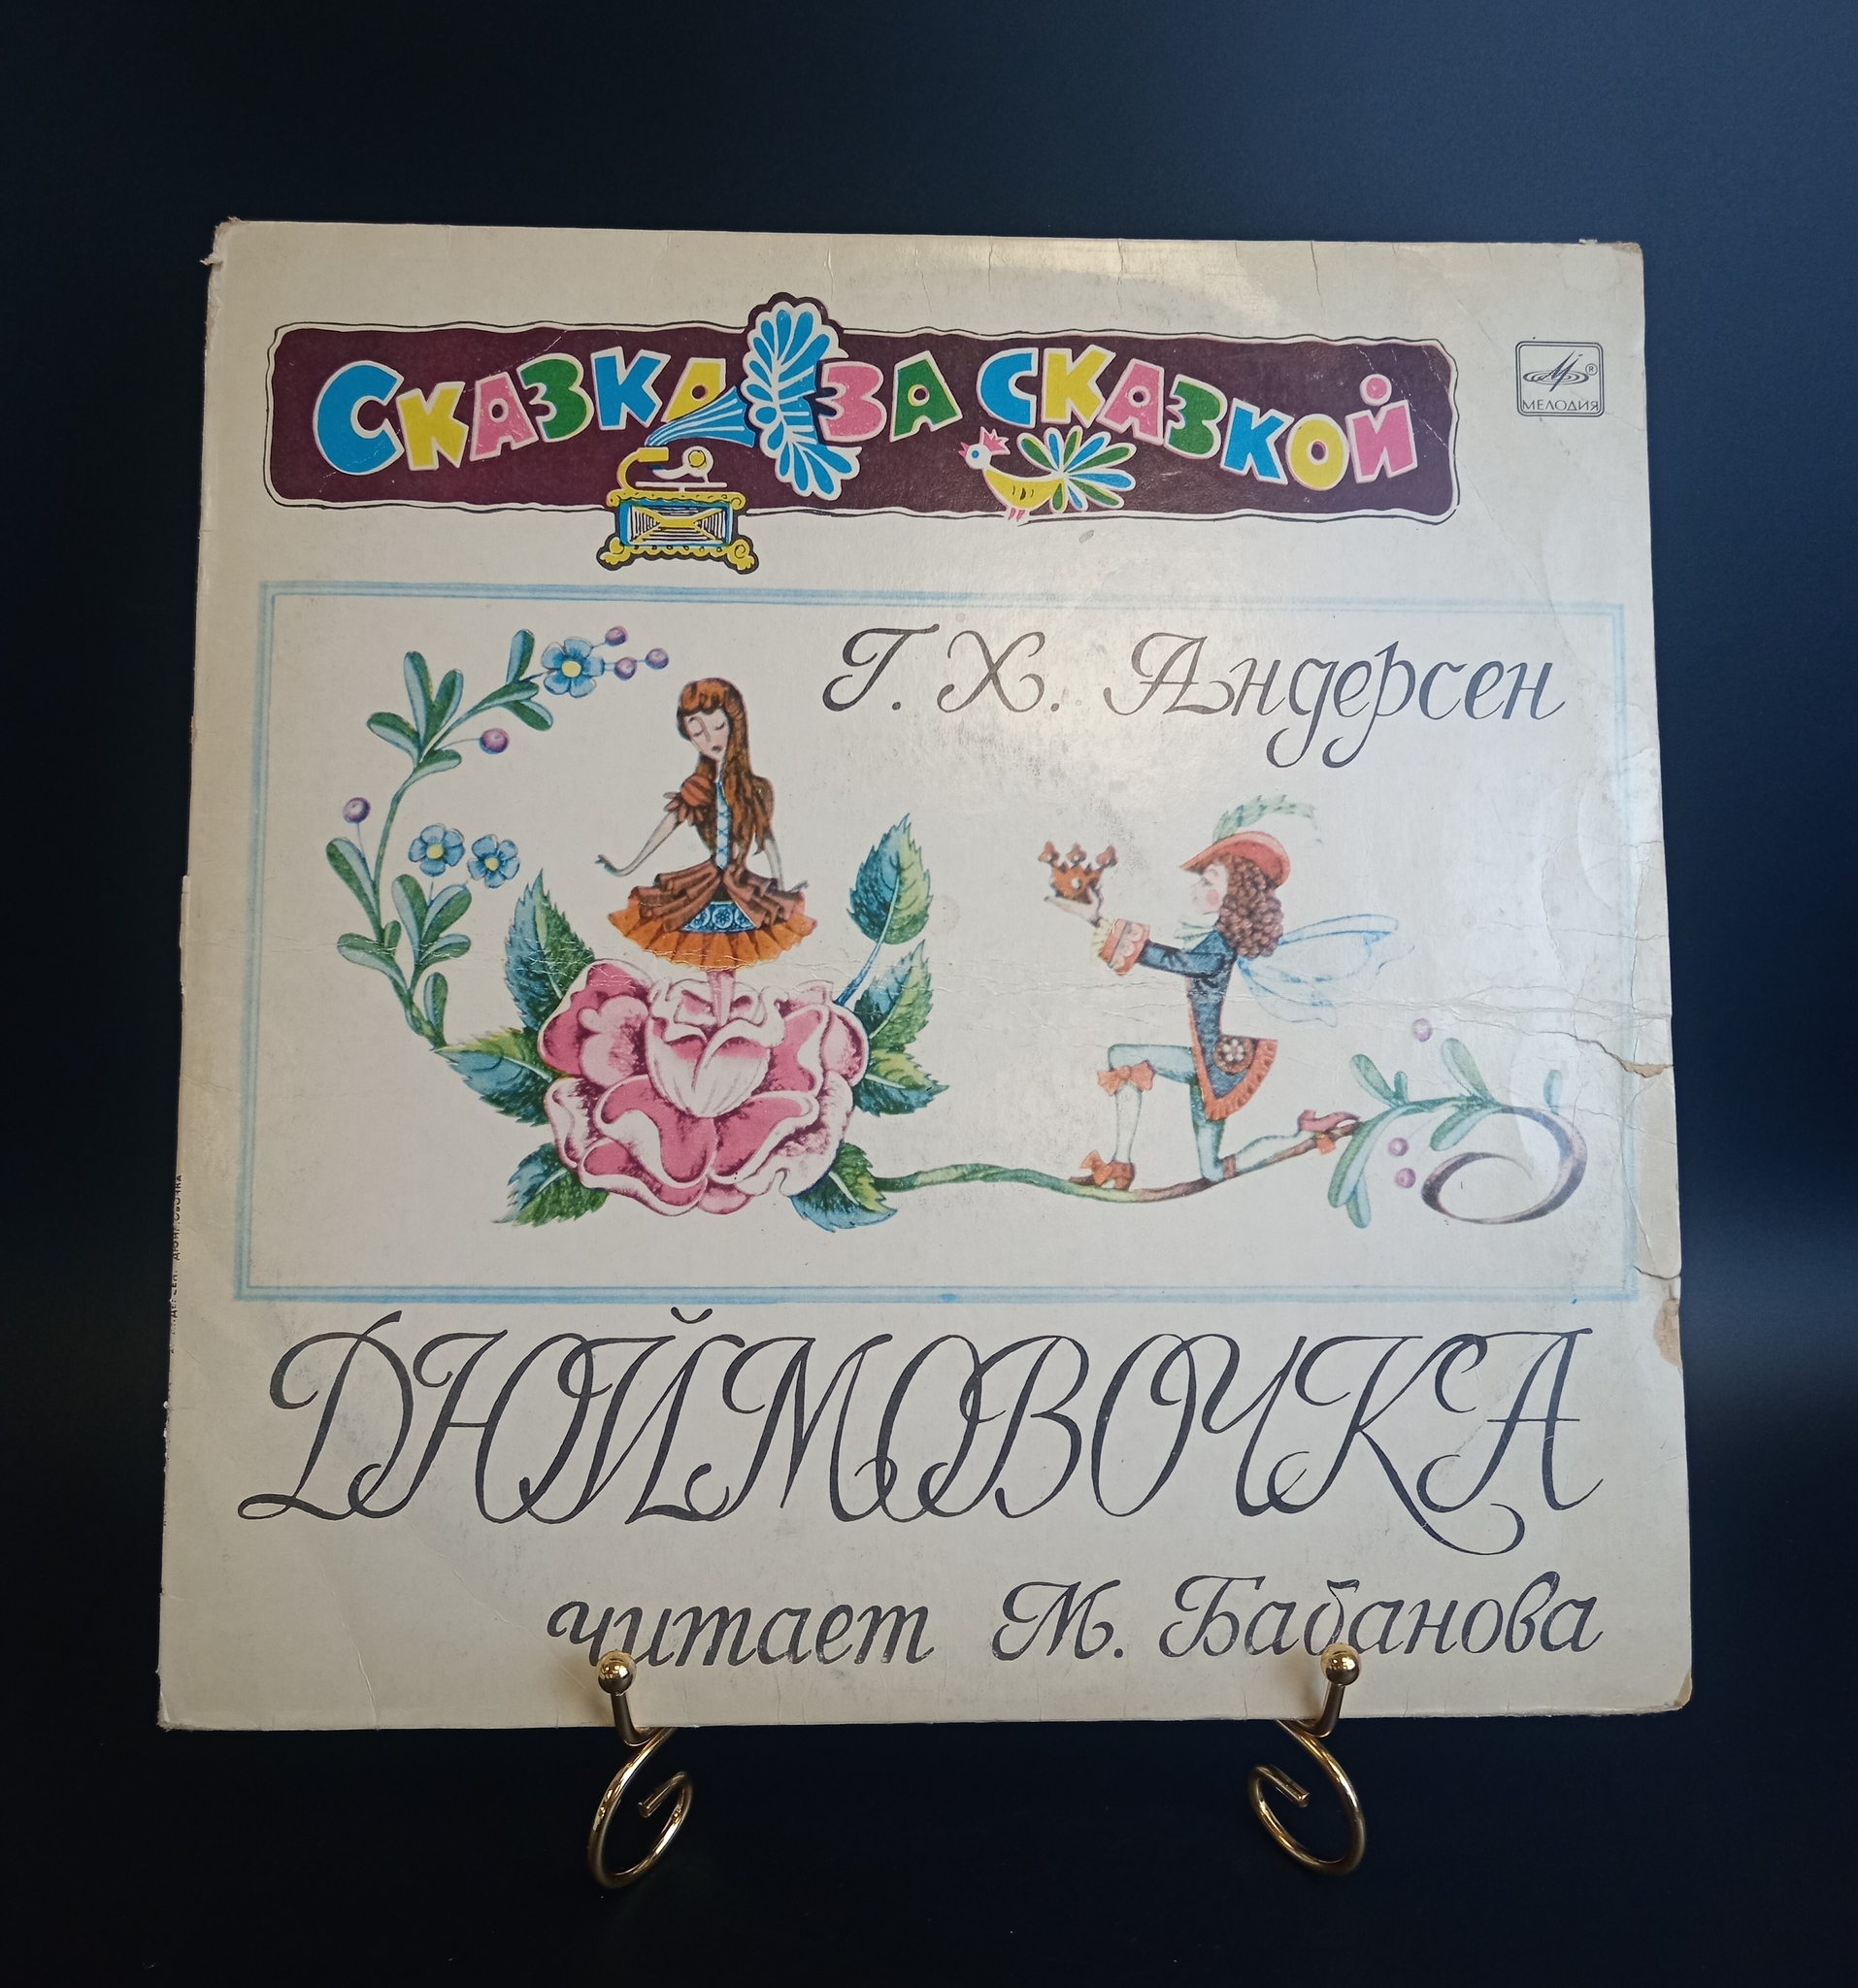 Сказка за сказкой
МЕЛОДИЯ
Г. Х. Андерсен
ДЮЙМОВОЧКА
читает М. Бабанова